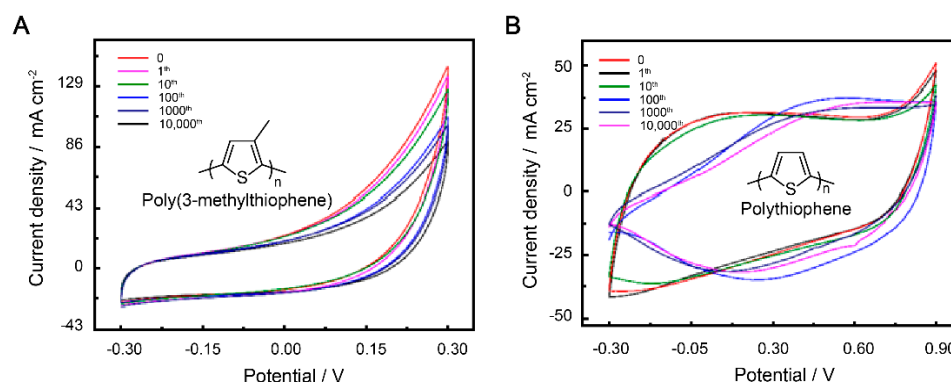 A
Current density / mA cm⁻²
129
86
43
0
-43
0
1ᵗʰ
10ᵗʰ
100ᵗʰ
1000ᵗʰ
10,000ᵗʰ
S
n
Poly(3-methylthiophene)
-0.30
-0.15
0.00
0.15
0.30
Potential / V
B
Current density / mA cm⁻²
50
25
0
-25
-50
0
1ᵗʰ
10ᵗʰ
100ᵗʰ
1000ᵗʰ
10,000ᵗʰ
S
n
Polythiophene
-0.30
-0.05
0.30
0.60
0.90
Potential / V